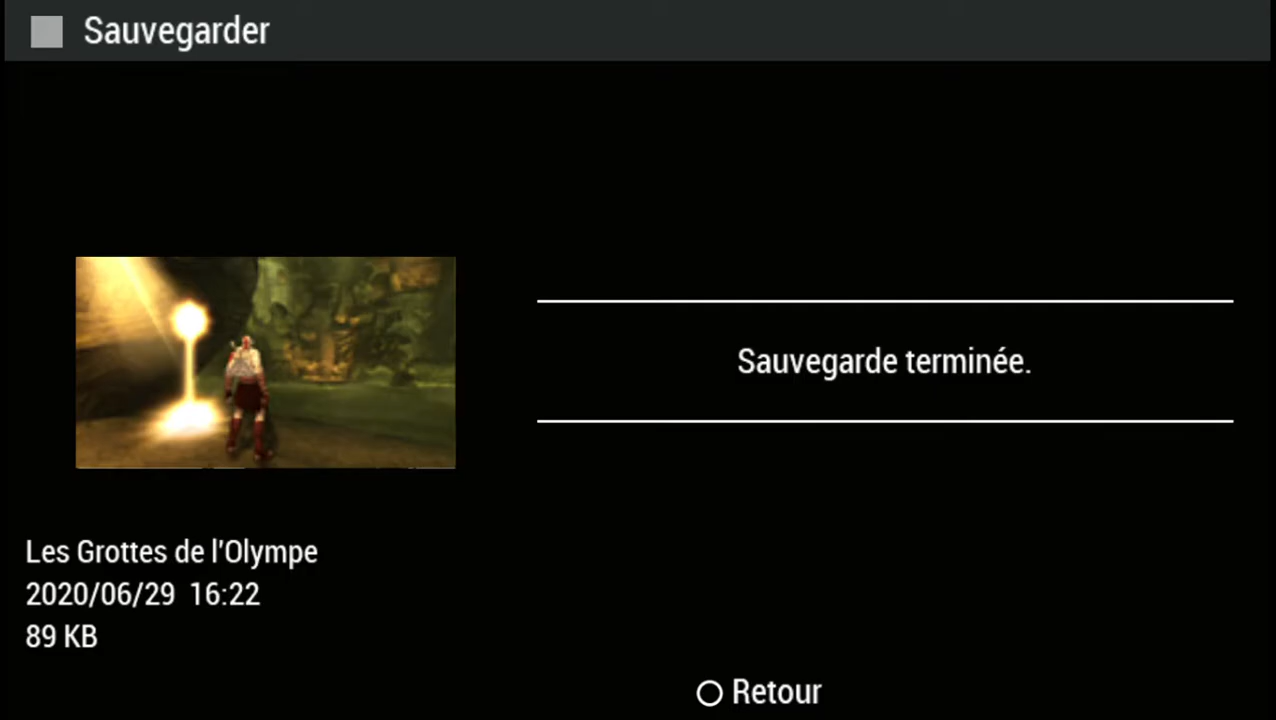 Sauvegarder
Sauvegarde terminée.
Les Grottes de l'Olympe
2020/06/29 16:22
89 KB
Retour